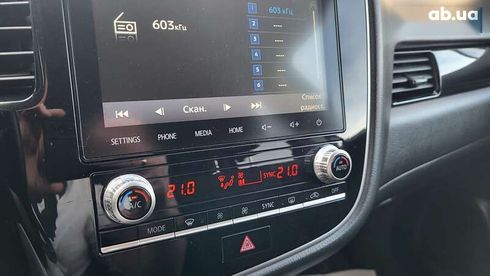 ab.ua
603 кГц
1
603 кГц
2
----
3
----
4
----
5
----
6
----
Скан.
Список
радиост.
SETTINGS
PHONE
MEDIA
HOME
21.0
SYNC
21.0
A/C
AUTO
MODE
SYNC
OFF